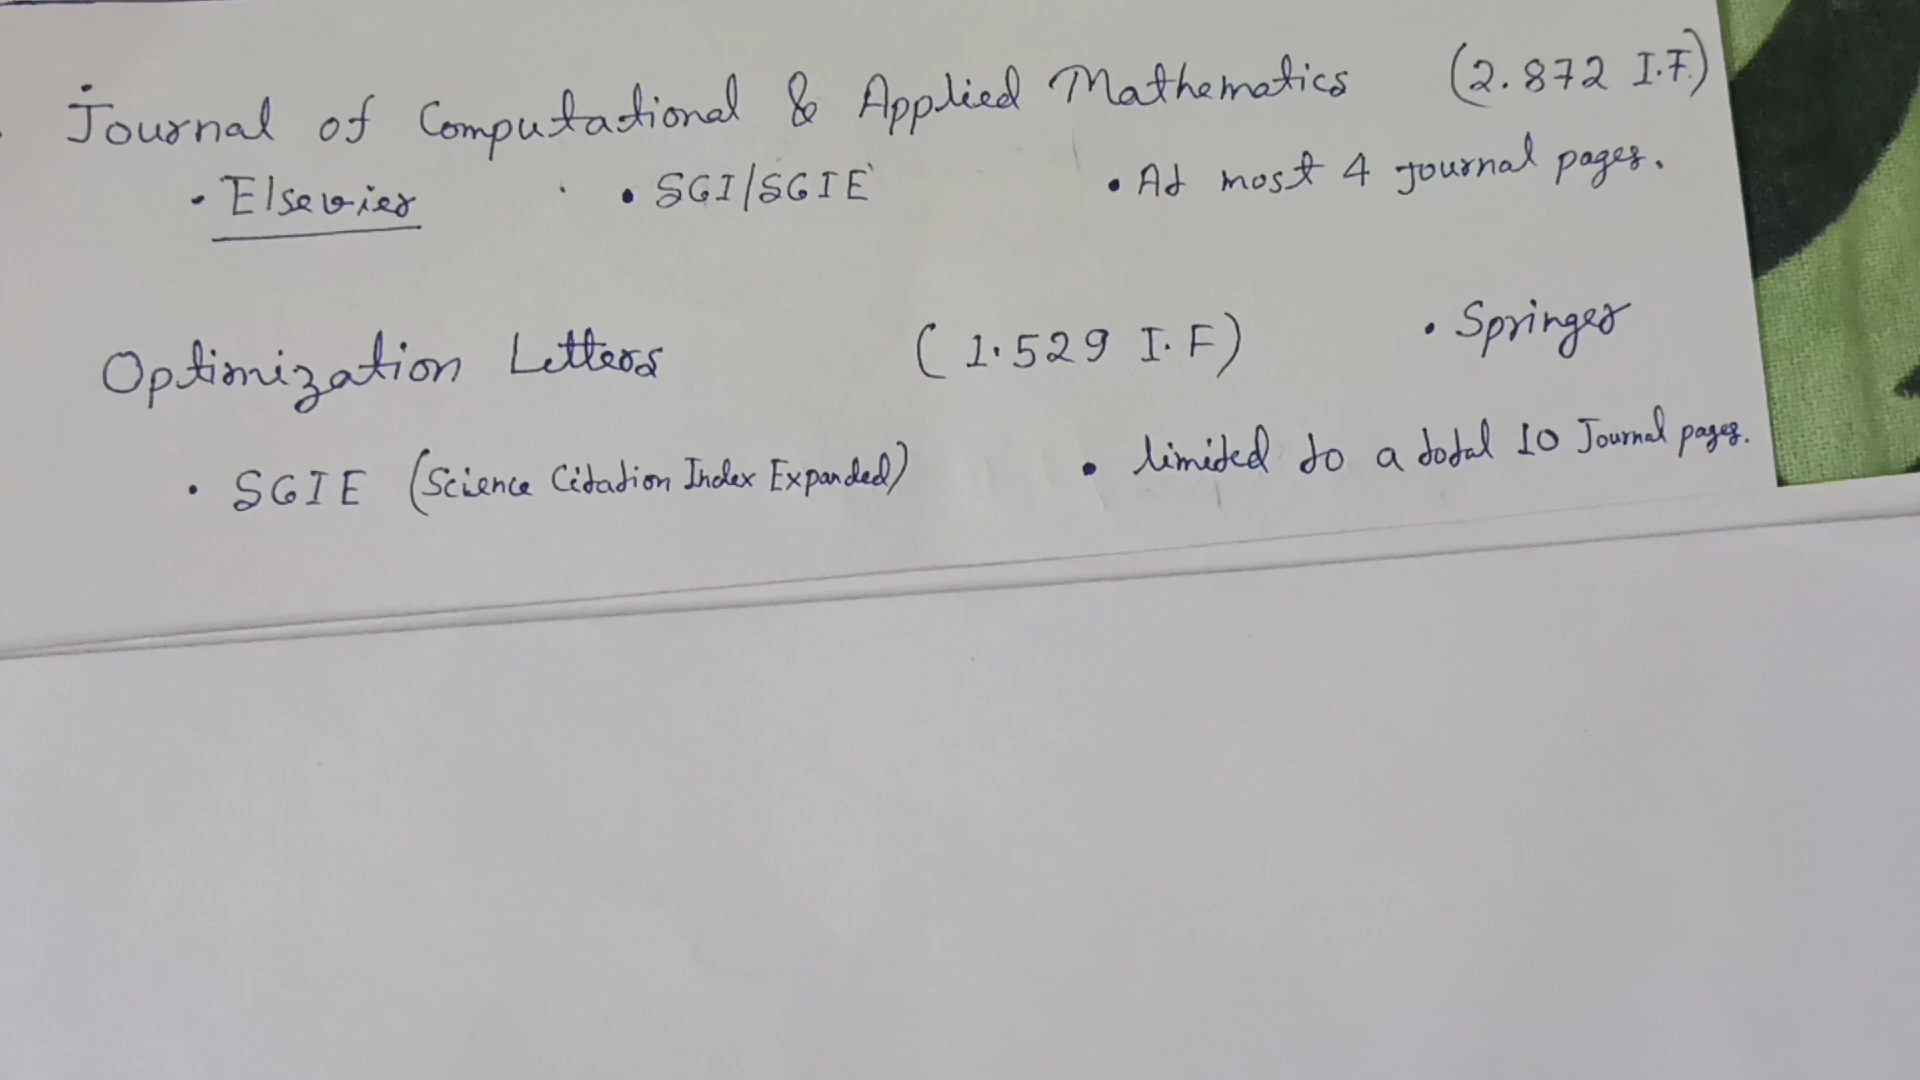 Journal of Computational & Applied Mathematics (2.872 I.F.)
• Elsevier • SCI/SCIE • At most 4 journal pages.
Optimization Letters (1.529 I.F) • Springer
• SCIE (Science Citation Index Expanded) • limited to a total 10 Journal pages.